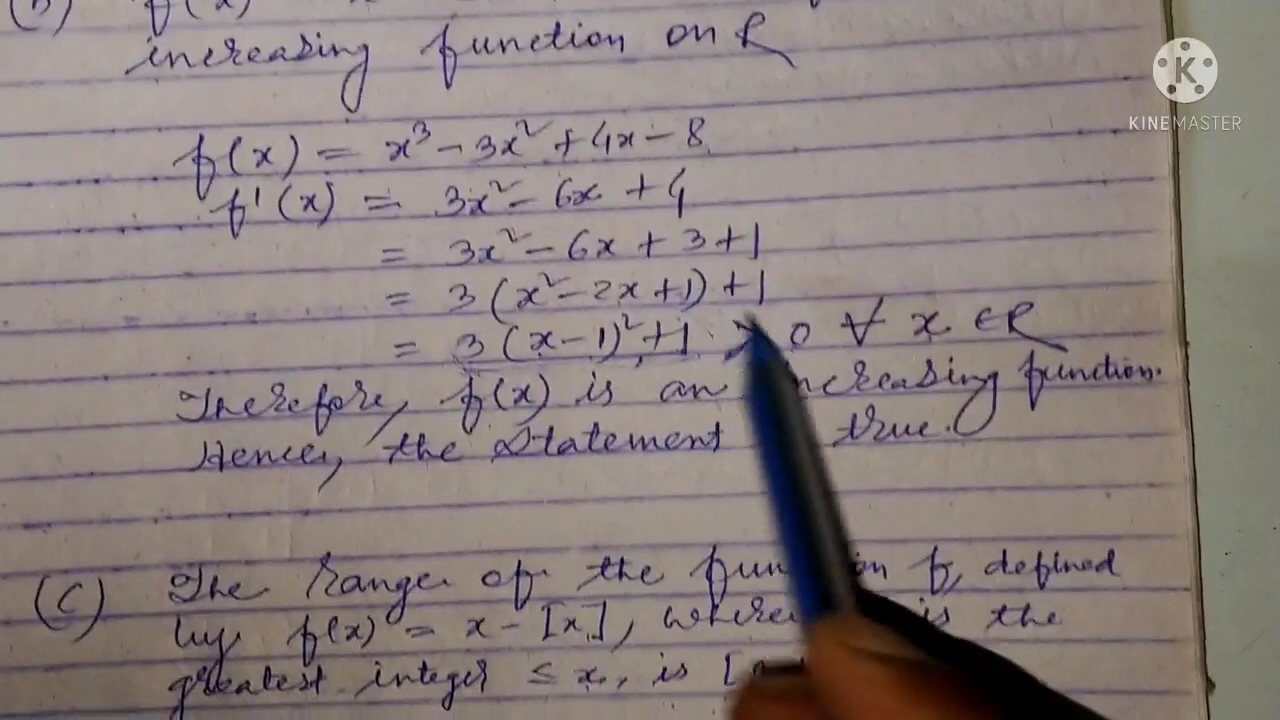 (b) f(x)
increasing function on R
f(x) = x³ - 3x² + 4x - 8
f'(x) = 3x² - 6x + 4
= 3x² - 6x + 3 + 1
= 3(x² - 2x + 1) + 1
= 3(x - 1)² + 1 > 0 ∀ x ∈ R
Therefore, f(x) is an increasing function.
Hence, the statement true.
(c) The range of the function f, defined
by f(x) = x - [x], where is the
greatest integer ≤ x, is [
K
KINEMASTER